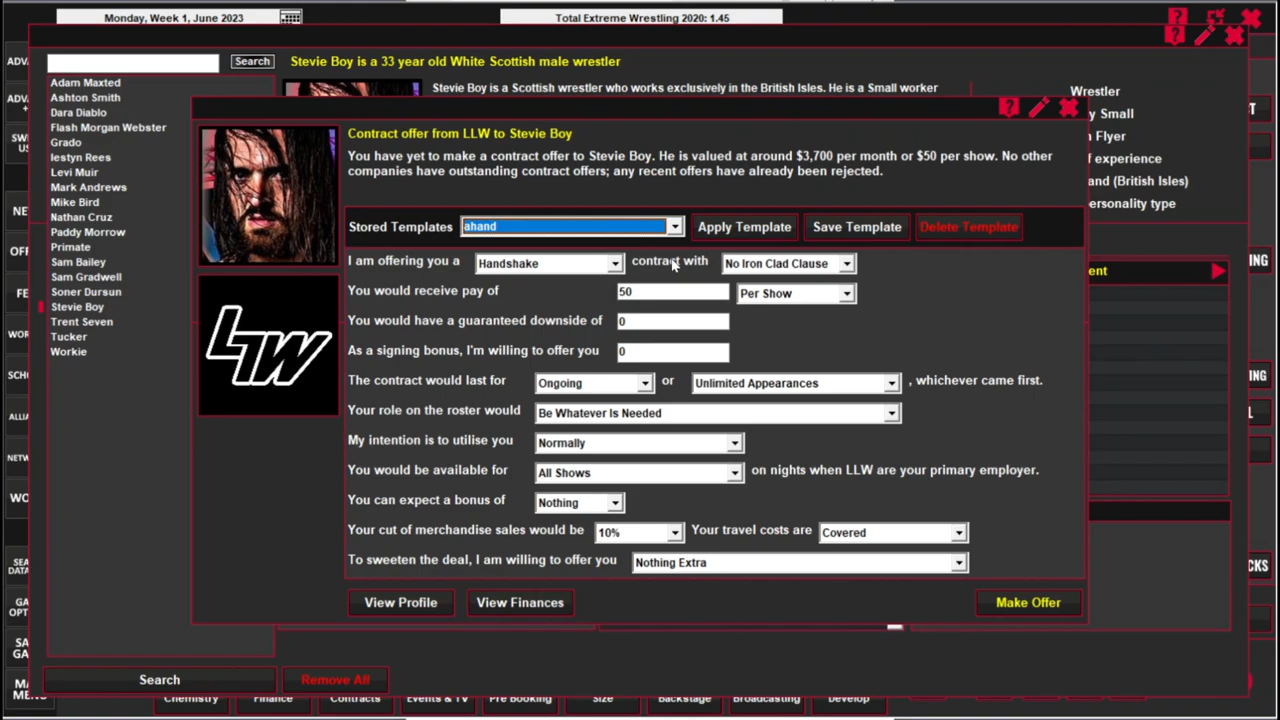 Monday, Week 1, June 2023
Total Extreme Wrestling 2020: 1.45
Search
Stevie Boy is a 33 year old White Scottish male wrestler
Adam Maxted
Ashton Smith
Dara Diablo
Flash Morgan Webster
Grado
Iestyn Rees
Levi Muir
Mark Andrews
Mike Bird
Nathan Cruz
Paddy Morrow
Primate
Sam Bailey
Sam Gradwell
Soner Dursun
Stevie Boy
Trent Seven
Tucker
Workie
Stevie Boy is a Scottish wrestler who works exclusively in the British Isles. He is a Small worker
Wrestler
y Small
Flyer
f experience
and (British Isles)
personality type
Contract offer from LLW to Stevie Boy
You have yet to make a contract offer to Stevie Boy. He is valued at around $3,700 per month or $50 per show. No other
companies have outstanding contract offers; any recent offers have already been rejected.
Stored Templates ahand Apply Template Save Template Delete Template
I am offering you a Handshake contract with No Iron Clad Clause
You would receive pay of 50 Per Show
You would have a guaranteed downside of 0
As a signing bonus, I'm willing to offer you 0
The contract would last for Ongoing or Unlimited Appearances , whichever came first.
Your role on the roster would Be Whatever Is Needed
My intention is to utilise you Normally
You would be available for All Shows on nights when LLW are your primary employer.
You can expect a bonus of Nothing
Your cut of merchandise sales would be 10% Your travel costs are Covered
To sweeten the deal, I am willing to offer you Nothing Extra
View Profile View Finances Make Offer
Search Remove All
Chemistry Finance Contracts Events & TV Pre Booking Size Backstage Broadcasting Develop